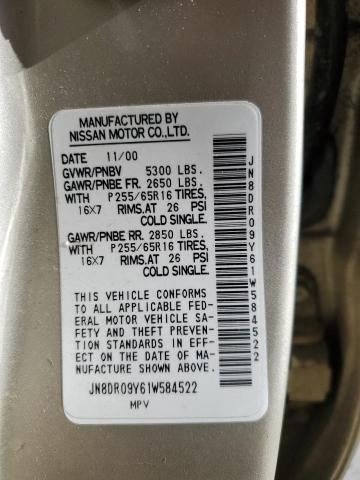 MANUFACTURED BY
NISSAN MOTOR CO.,LTD.
DATE 11/00
GVWR/PNBV 5300 LBS.
GAWR/PNBE FR. 2650 LBS.
WITH P255/65R16 TIRES,
16X7 RIMS,AT 26 PSI
COLD SINGLE.
GAWR/PNBE RR. 2850 LBS.
WITH P255/65R16 TIRES,
16X7 RIMS,AT 26 PSI
COLD SINGLE.
THIS VEHICLE CONFORMS
TO ALL APPLICABLE FED-
ERAL MOTOR VEHICLE SA-
FETY AND THEFT PREVEN-
TION STANDARDS IN EFFE-
CT ON THE DATE OF MA-
NUFACTURE SHOWN ABOVE.
JN8DR09Y61W584522
MPV
JN8DR09Y61W584522